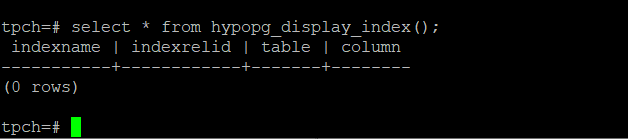 tpch=# select * from hypopg_display_index();
 indexname | indexrelid | table | column
-----------+------------+-------+--------
(0 rows)
tpch=#